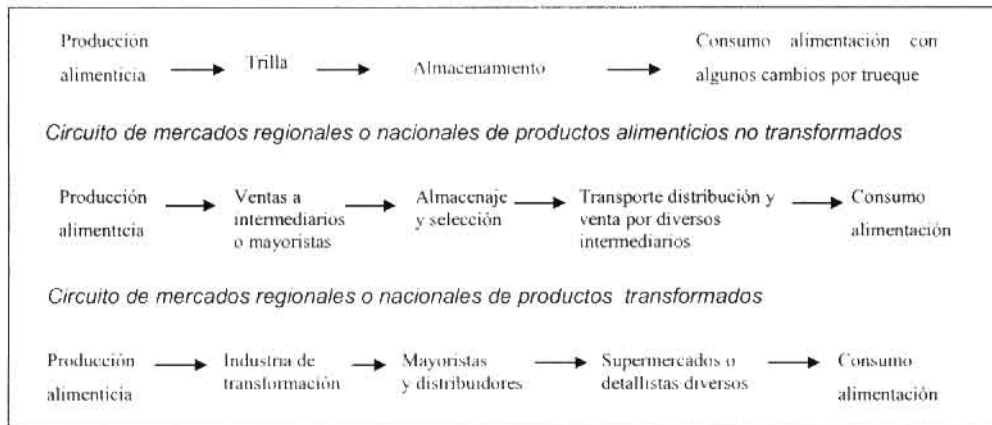 Producción alimenticia → Trilla → Almacenamiento → Consumo alimentación con algunos cambios por trueque
Circuito de mercados regionales o nacionales de productos alimenticios no transformados
Producción alimenticia → Ventas a intermediarios o mayoristas → Almacenaje y selección → Transporte distribución y venta por diversos intermediarios → Consumo alimentación
Circuito de mercados regionales o nacionales de productos transformados
Producción alimenticia → Industria de transformación → Mayoristas y distribuidores → Supermercados o detallistas diversos → Consumo alimentación